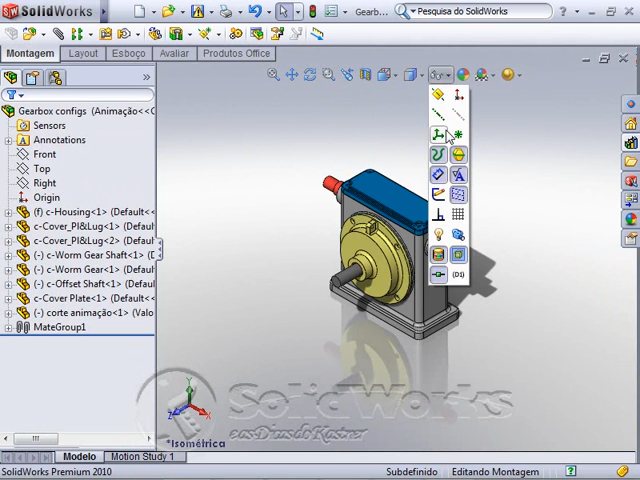 SolidWorks
Gearb...
Pesquisa do SolidWorks
Montagem
Layout
Esboço
Avaliar
Produtos Office
Gearbox configs (Animação<C
Sensors
Annotations
Front
Top
Right
Origin
(f) c-Housing<1> (Default<<
c-Cover_Pl&Lug<1> (Default
c-Cover_Pl&Lug<2> (Default
(-) c-Worm Gear Shaft<1>
(-) c-Worm Gear<1> (Defau
(-) c-Offset Shaft<1> (Def
c-Cover Plate<1> (Default<
(-) corte animação<1> (Valo
MateGroup1
(D1)
Y
X
Z
*Isométrica
SolidWorks
easDicasdoKastner
Modelo
Motion Study 1
SolidWorks Premium 2010
Subdefinido
Editando Montagem